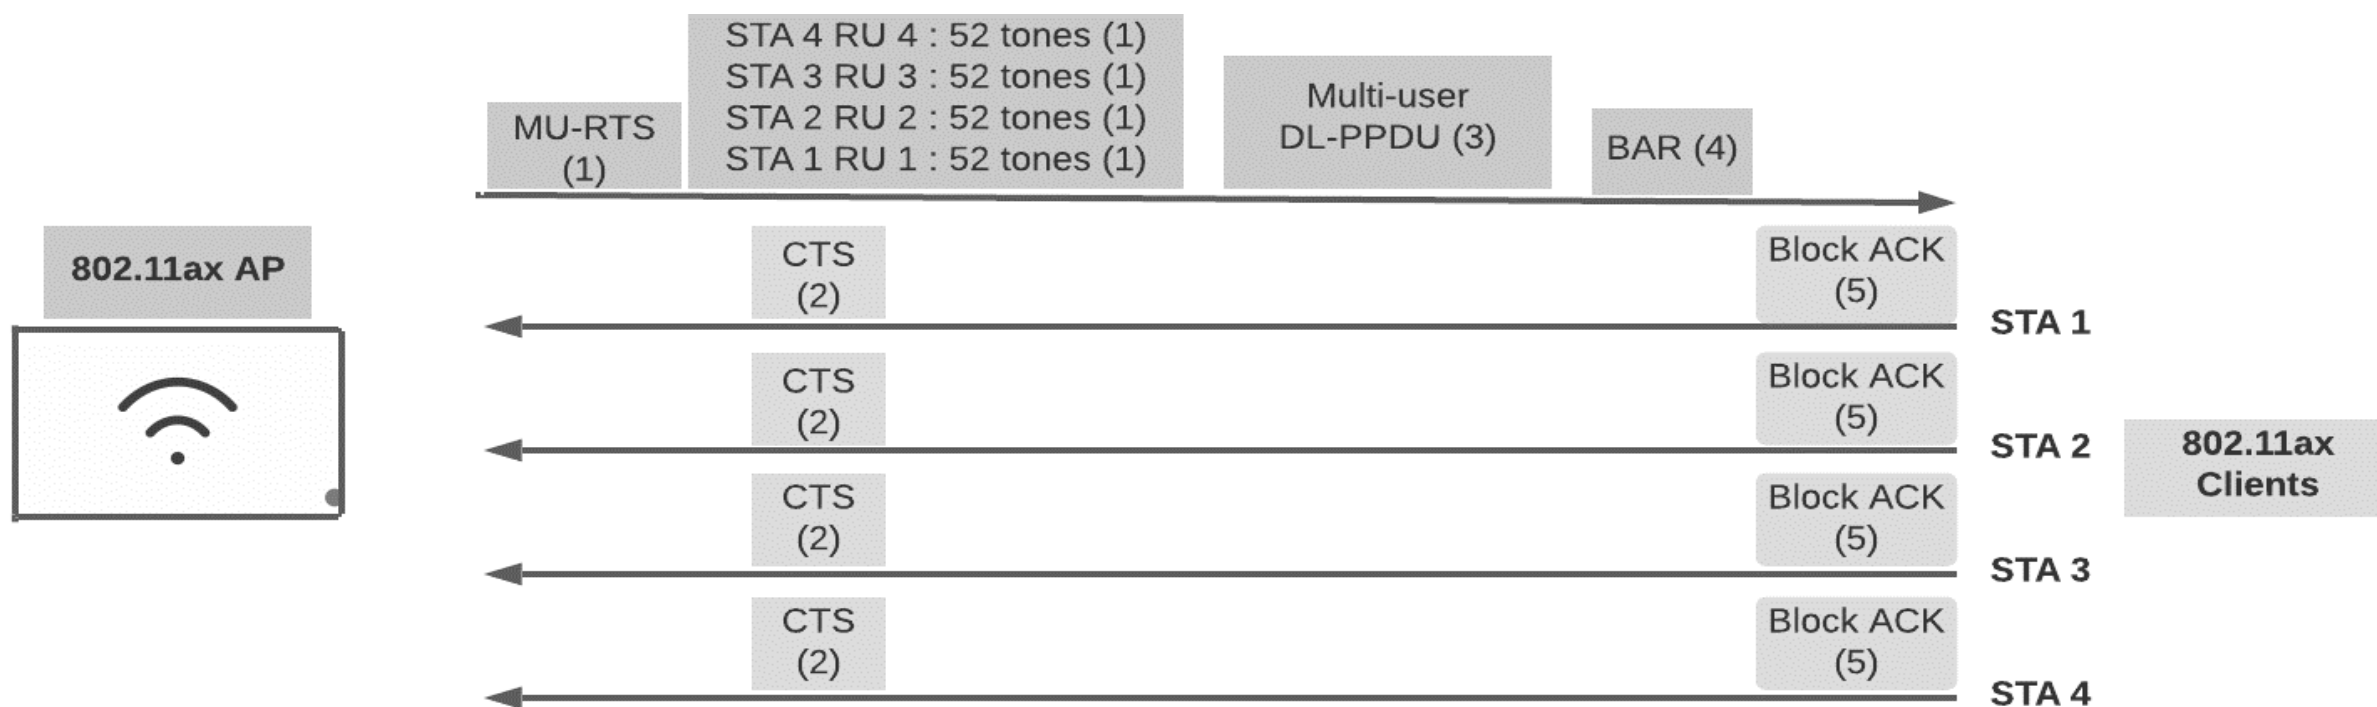 STA 4 RU 4 : 52 tones (1)
STA 3 RU 3 : 52 tones (1)
STA 2 RU 2 : 52 tones (1)
STA 1 RU 1 : 52 tones (1)
MU-RTS
(1)
Multi-user
DL-PPDU (3)
BAR (4)
802.11ax AP
CTS
(2)
Block ACK
(5)
STA 1
CTS
(2)
Block ACK
(5)
STA 2
CTS
(2)
Block ACK
(5)
STA 3
CTS
(2)
Block ACK
(5)
STA 4
802.11ax
Clients